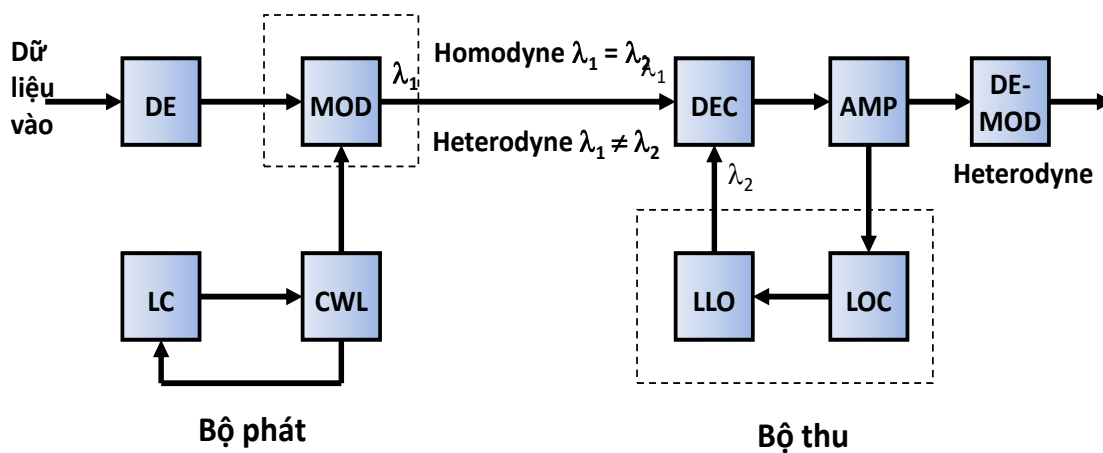 Dữ
liệu
vào
DE
MOD
λ₁
Homodyne λ₁ = λ₂
λ₁
Heterodyne λ₁ ≠ λ₂
DEC
AMP
DE-
MOD
Heterodyne
λ₂
LC
CWL
LLO
LOC
Bộ phát
Bộ thu